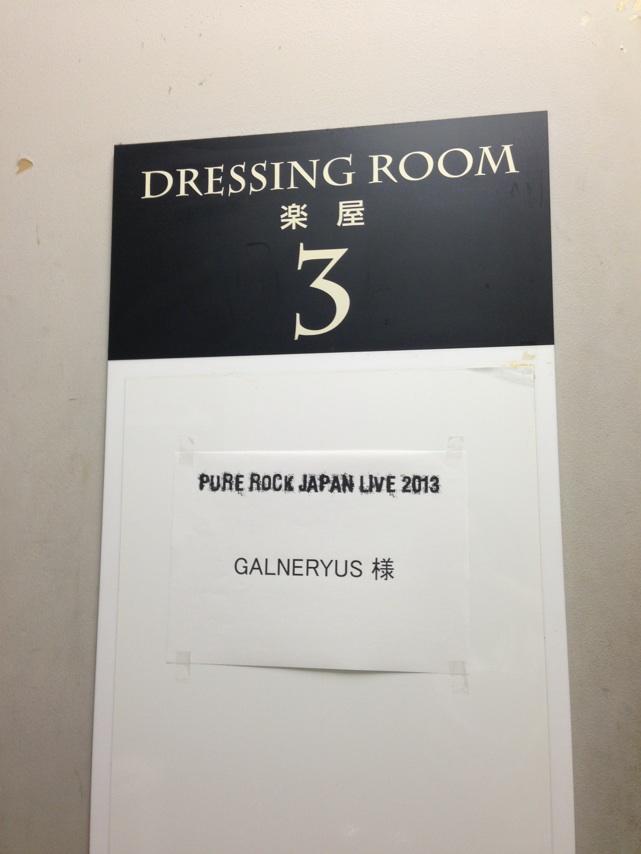 DRESSING ROOM
楽屋
3
PURE ROCK JAPAN LIVE 2013
GALNERYUS 様